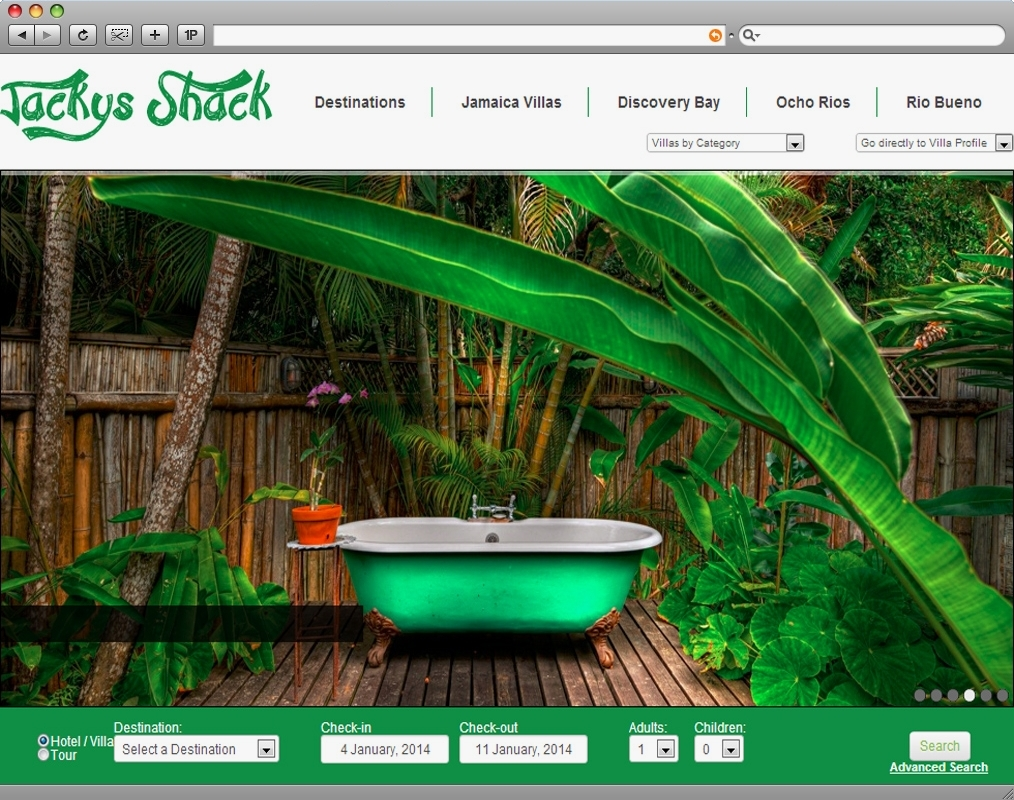 1P
Jackys Shack
Destinations
Jamaica Villas
Discovery Bay
Ocho Rios
Rio Bueno
Villas by Category
Go directly to Villa Profile
Hotel / Villa
Tour
Destination:
Select a Destination
Check-in
4 January, 2014
Check-out
11 January, 2014
Adults:
1
Children:
0
Search
Advanced Search